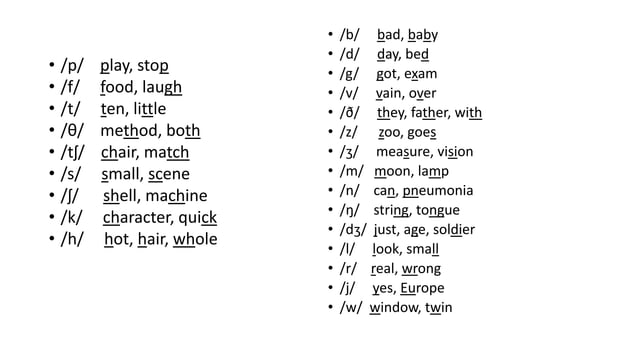 • /p/ play, stop
• /f/ food, laugh
• /t/ ten, little
• /θ/ method, both
• /tʃ/ chair, match
• /s/ small, scene
• /ʃ/ shell, machine
• /k/ character, quick
• /h/ hot, hair, whole
• /b/ bad, baby
• /d/ day, bed
• /g/ got, exam
• /v/ vain, over
• /ð/ they, father, with
• /z/ zoo, goes
• /ʒ/ measure, vision
• /m/ moon, lamp
• /n/ can, pneumonia
• /ŋ/ string, tongue
• /dʒ/ just, age, soldier
• /l/ look, small
• /r/ real, wrong
• /j/ yes, Europe
• /w/ window, twin